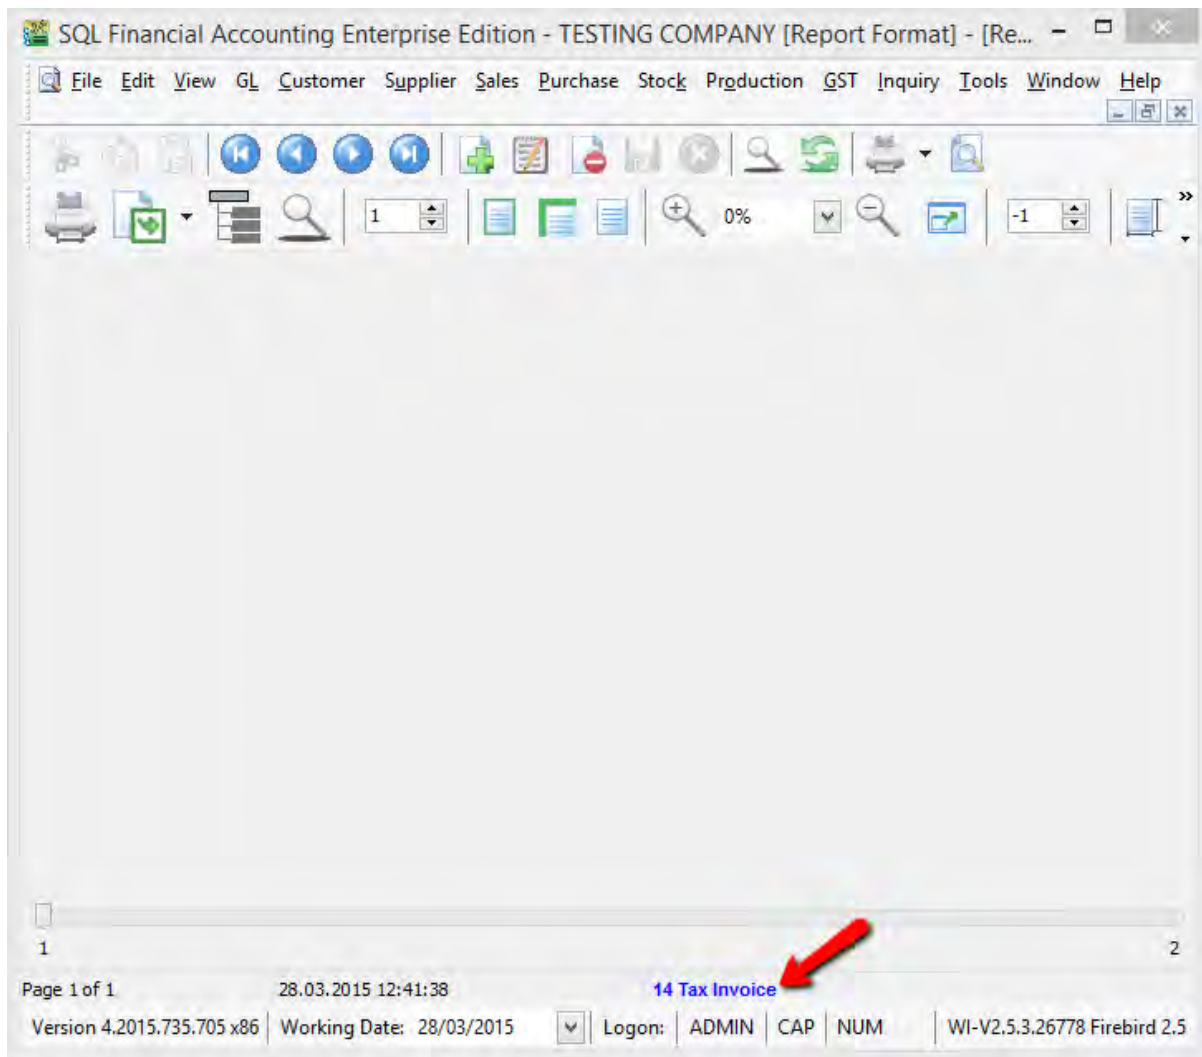 SQL Financial Accounting Enterprise Edition - TESTING COMPANY [Report Format] - [Re...
File Edit View GL Customer Supplier Sales Purchase Stock Production GST Inquiry Tools Window Help
1 0% -1
1 2
Page 1 of 1 28.03.2015 12:41:38 14 Tax Invoice
Version 4.2015.735.705 x86 Working Date: 28/03/2015 Logon: ADMIN CAP NUM WI-V2.5.3.26778 Firebird 2.5